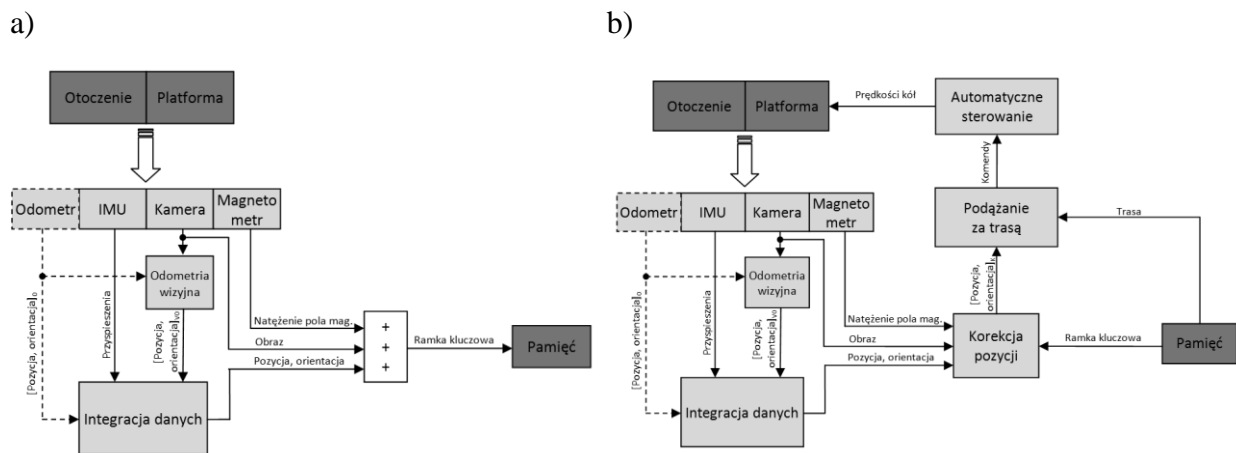 a)
Otoczenie
Platforma
Odometr
IMU
Kamera
Magneto
metr
Odometria
wizyjna
[Pozycja, orientacja]O
Przyspieszenia
[Pozycja,
orientacja]VO
Natężenie pola mag.
Obraz
Pozycja, orientacja
+
+
+
Ramka kluczowa
Pamięć
Integracja danych
b)
Otoczenie
Platforma
Prędkości kół
Automatyczne
sterowanie
Komendy
Odometr
IMU
Kamera
Magneto
metr
Podążanie
za trasą
Trasa
Odometria
wizyjna
[Pozycja,
orientacja]K
[Pozycja, orientacja]O
Przyspieszenia
[Pozycja,
orientacja]VO
Natężenie pola mag.
Obraz
Pozycja, orientacja
Korekcja
pozycji
Ramka kluczowa
Pamięć
Integracja danych